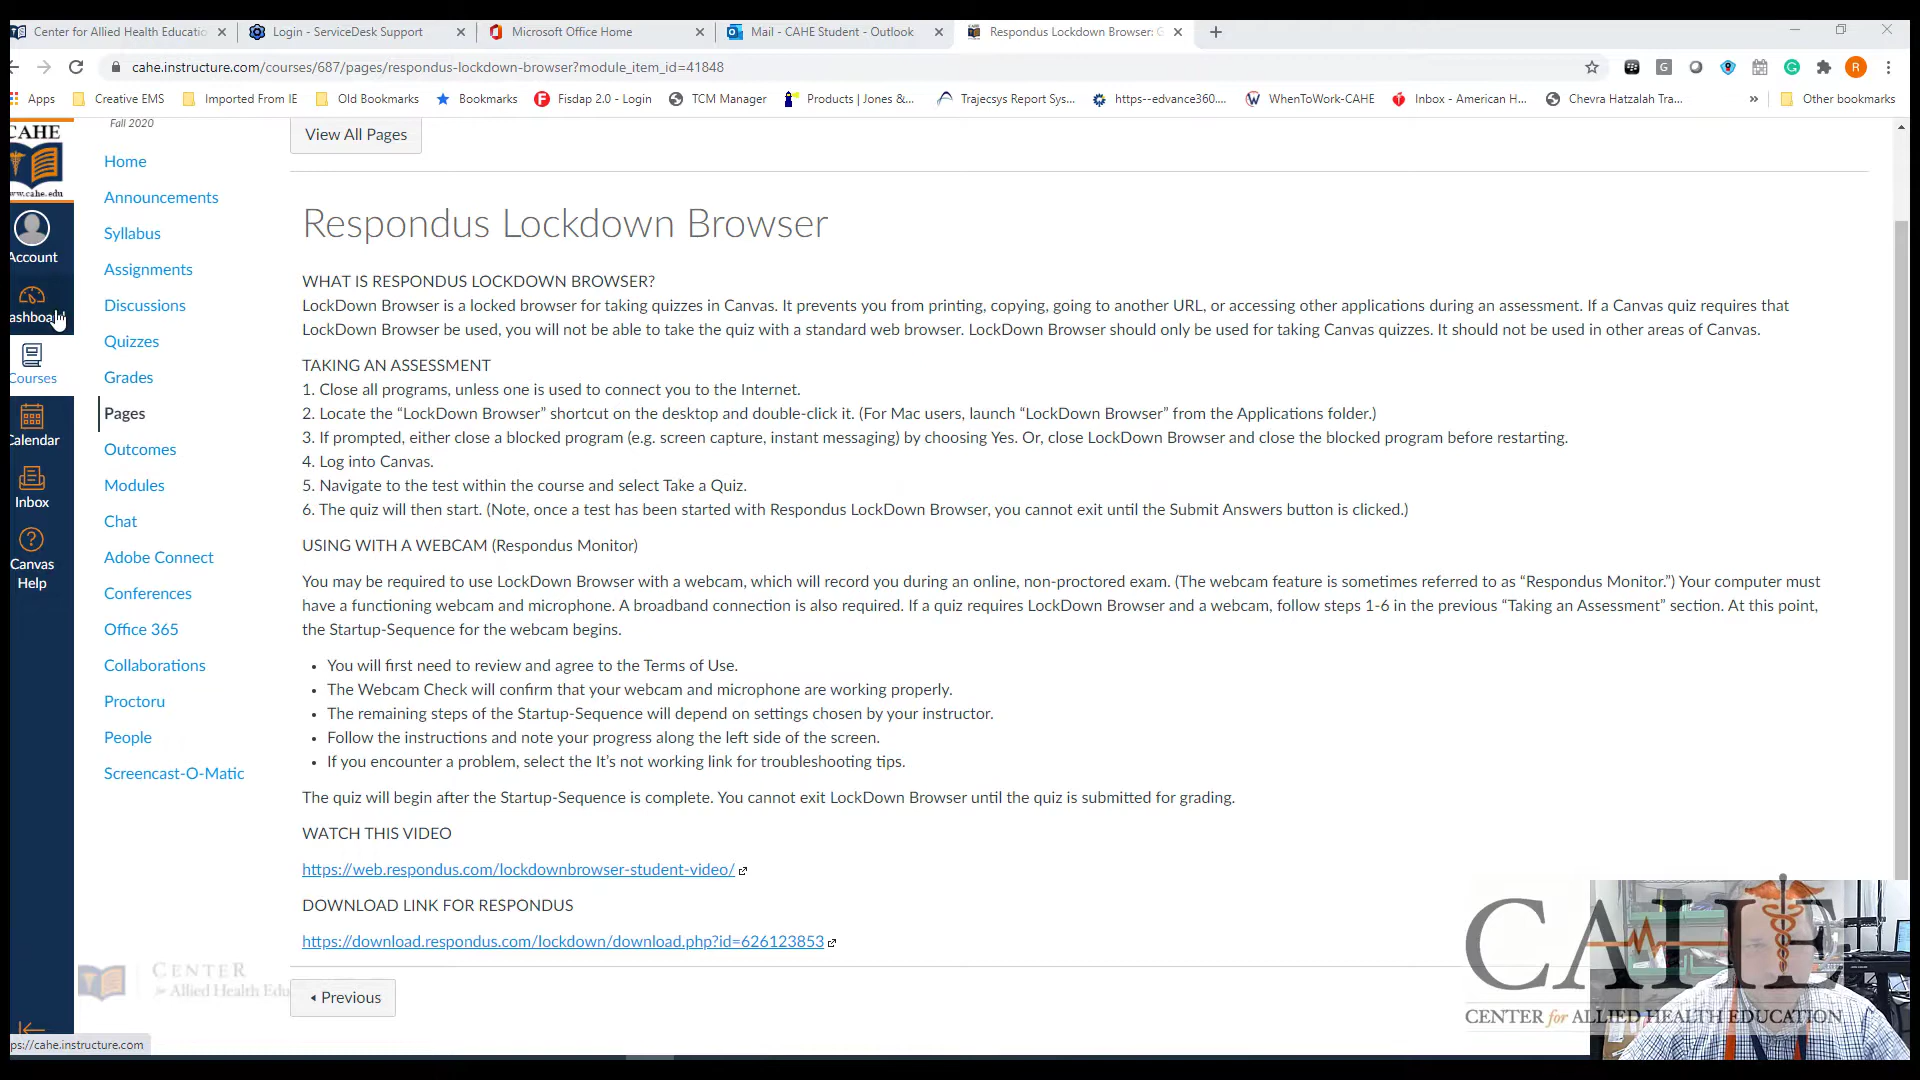 Center for Allied Health Educatio
Login - ServiceDesk Support
Microsoft Office Home
Mail - CAHE Student - Outlook
Respondus Lockdown Browser: G
cahe.instructure.com/courses/687/pages/respondus-lockdown-browser?module_item_id=41848
R
Apps
Creative EMS
Imported From IE
Old Bookmarks
Bookmarks
Fisdap 2.0 - Login
TCM Manager
Products | Jones &...
Trajecsys Report Sys...
https--edvance360....
WhenToWork-CAHE
Inbox - American H...
Chevra Hatzalah Tra...
»
Other bookmarks
CAHE
www.cahe.edu
Account
ashboa
Courses
Calendar
Inbox
Canvas
Help
Fall 2020
Home
Announcements
Syllabus
Assignments
Discussions
Quizzes
Grades
Pages
Outcomes
Modules
Chat
Adobe Connect
Conferences
Office 365
Collaborations
Proctoru
People
Screencast-O-Matic
View All Pages
Respondus Lockdown Browser
WHAT IS RESPONDUS LOCKDOWN BROWSER?
LockDown Browser is a locked browser for taking quizzes in Canvas. It prevents you from printing, copying, going to another URL, or accessing other applications during an assessment. If a Canvas quiz requires that
LockDown Browser be used, you will not be able to take the quiz with a standard web browser. LockDown Browser should only be used for taking Canvas quizzes. It should not be used in other areas of Canvas.
TAKING AN ASSESSMENT
1. Close all programs, unless one is used to connect you to the Internet.
2. Locate the “LockDown Browser” shortcut on the desktop and double-click it. (For Mac users, launch “LockDown Browser” from the Applications folder.)
3. If prompted, either close a blocked program (e.g. screen capture, instant messaging) by choosing Yes. Or, close LockDown Browser and close the blocked program before restarting.
4. Log into Canvas.
5. Navigate to the test within the course and select Take a Quiz.
6. The quiz will then start. (Note, once a test has been started with Respondus LockDown Browser, you cannot exit until the Submit Answers button is clicked.)
USING WITH A WEBCAM (Respondus Monitor)
You may be required to use LockDown Browser with a webcam, which will record you during an online, non-proctored exam. (The webcam feature is sometimes referred to as “Respondus Monitor.”) Your computer must
have a functioning webcam and microphone. A broadband connection is also required. If a quiz requires LockDown Browser and a webcam, follow steps 1-6 in the previous “Taking an Assessment” section. At this point,
the Startup-Sequence for the webcam begins.
• You will first need to review and agree to the Terms of Use.
• The Webcam Check will confirm that your webcam and microphone are working properly.
• The remaining steps of the Startup-Sequence will depend on settings chosen by your instructor.
• Follow the instructions and note your progress along the left side of the screen.
• If you encounter a problem, select the It’s not working link for troubleshooting tips.
The quiz will begin after the Startup-Sequence is complete. You cannot exit LockDown Browser until the quiz is submitted for grading.
WATCH THIS VIDEO
https://web.respondus.com/lockdownbrowser-student-video/
DOWNLOAD LINK FOR RESPONDUS
https://download.respondus.com/lockdown/download.php?id=626123853
Previous
CENTER
for Allied Health Edu
ps://cahe.instructure.com
CAHE
CENTER for ALLIED HEALTH EDUCATION